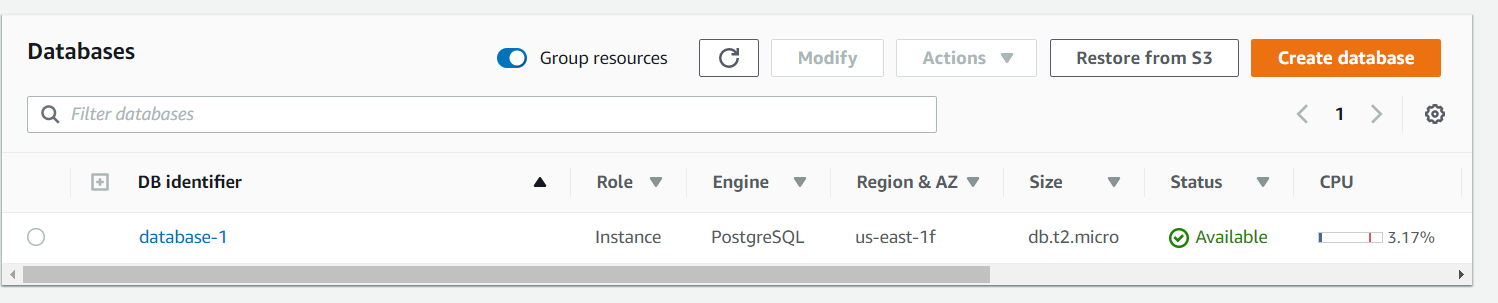 Databases
Group resources
Modify
Actions
Restore from S3
Create database
Filter databases
1
DB identifier Role Engine Region & AZ Size Status CPU
database-1 Instance PostgreSQL us-east-1f db.t2.micro Available 3.17%